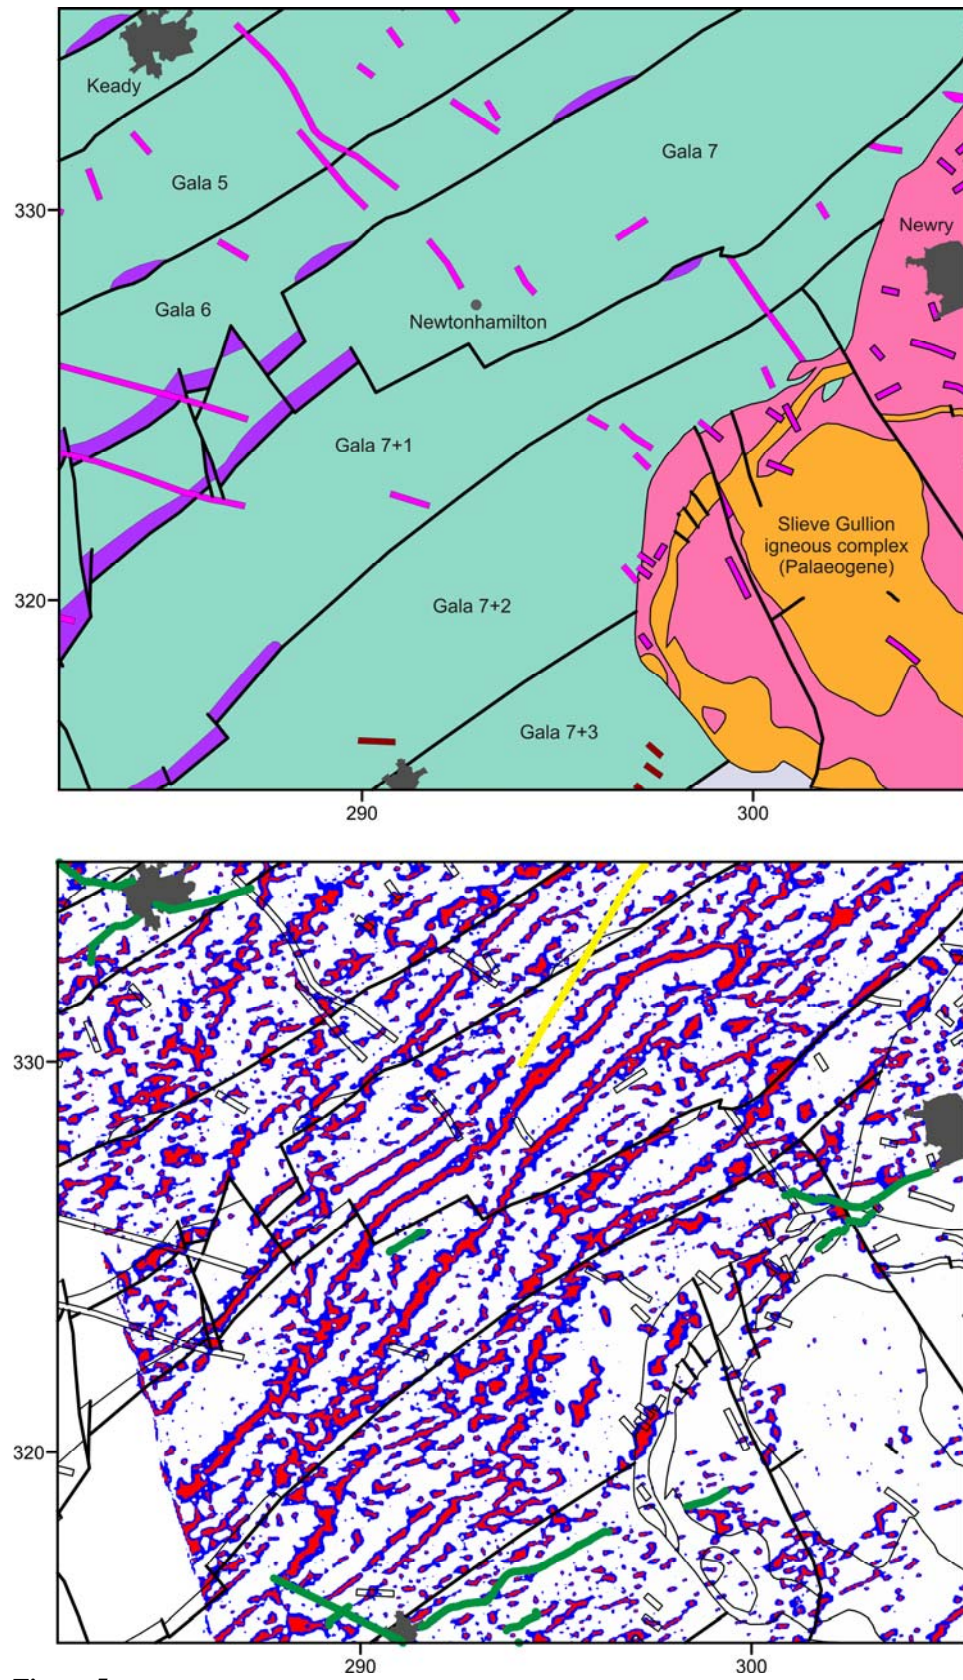 Keady
Gala 7
Gala 5
330
Newry
Gala 6
Newtonhamilton
Gala 7+1
Slieve Gullion
igneous complex
(Palaeogene)
320
Gala 7+2
Gala 7+3
290
300
330
320
290
300